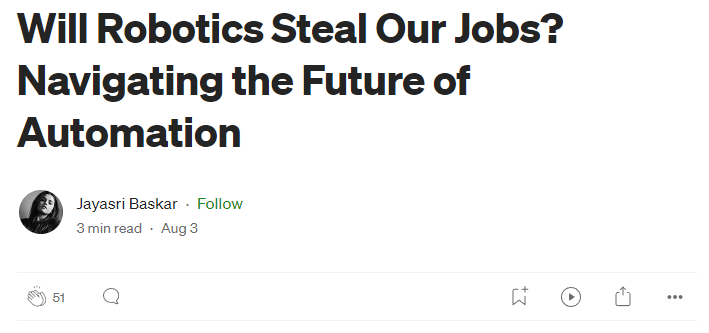 Will Robotics Steal Our Jobs?
Navigating the Future of
Automation
Jayasri Baskar · Follow
3 min read · Aug 3
51